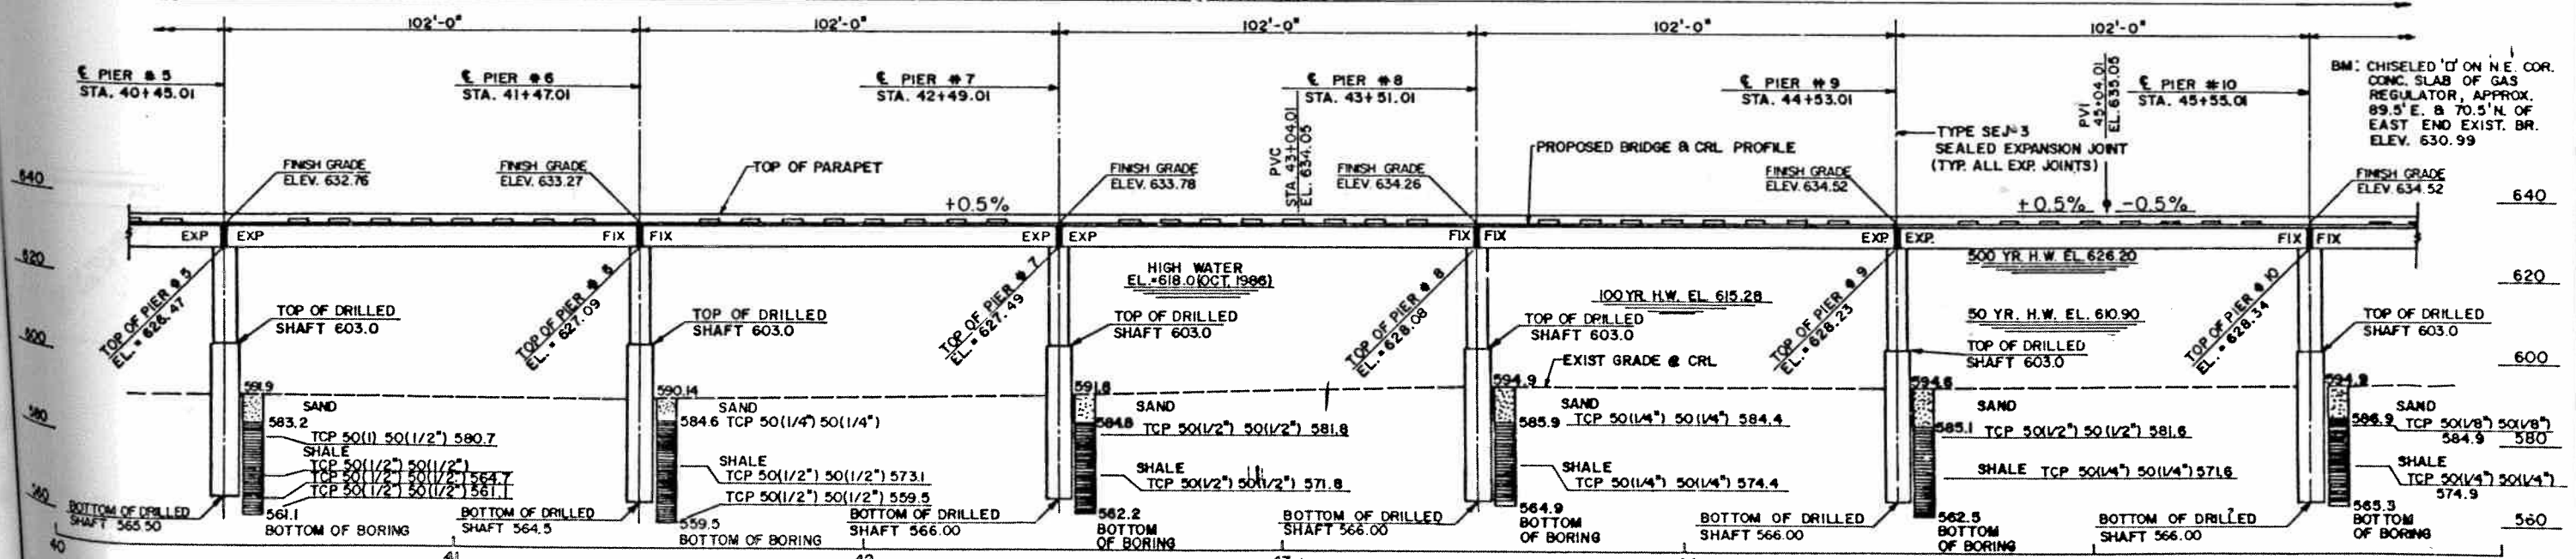 102'-0"
102'-0"
102'-0"
102'-0"
102'-0"
℄ PIER # 5
STA. 40+45.01
℄ PIER #6
STA. 41+47.01
℄ PIER #7
STA. 42+49.01
℄ PIER #8
STA. 43+51.01
℄ PIER #9
STA. 44+53.01
℄ PIER #10
STA. 45+55.01
PVC
STA. 43+04.01
EL. 634.05
PVI
45+04.01
EL. 635.05
BM: CHISELED '□' ON N.E. COR.
CONC. SLAB OF GAS
REGULATOR, APPROX.
89.5' E. & 70.5' N. OF
EAST END EXIST. BR.
ELEV. 630.99
TYPE SEJ-3
SEALED EXPANSION JOINT
(TYP. ALL EXP. JOINTS)
FINISH GRADE
ELEV. 632.76
FINISH GRADE
ELEV. 633.27
TOP OF PARAPET
FINISH GRADE
ELEV. 633.78
FINISH GRADE
ELEV. 634.26
PROPOSED BRIDGE & CRL PROFILE
FINISH GRADE
ELEV. 634.52
FINISH GRADE
ELEV. 634.52
640
640
+0.5%
+0.5%
-0.5%
EXP
EXP
FIX
FIX
EXP
EXP
FIX
FIX
EXP.
EXP.
FIX
FIX
620
620
TOP OF PIER # 5
EL. = 626.47
TOP OF PIER # 6
EL. = 627.09
TOP OF PIER # 7
EL. = 627.49
TOP OF PIER # 8
EL. = 628.08
TOP OF PIER # 9
EL. = 628.23
TOP OF PIER # 10
EL. = 628.34
HIGH WATER
EL.=618.0(OCT. 1986)
100 YR. H.W. EL. 615.28
500 YR. H.W. EL. 626.20
50 YR. H.W. EL. 610.90
TOP OF DRILLED
SHAFT 603.0
TOP OF DRILLED
SHAFT 603.0
TOP OF DRILLED
SHAFT 603.0
TOP OF DRILLED
SHAFT 603.0
TOP OF DRILLED
SHAFT 603.0
TOP OF DRILLED
SHAFT 603.0
600
600
EXIST GRADE @ CRL
591.9
SAND
583.2
TCP 50(1) 50(1/2") 580.7
SHALE
TCP 50(1/2") 50(1/2")
TCP 50(1/2") 50(1/2") 564.7
TCP 50(1/2") 50(1/2") 561.1
561.1
BOTTOM OF BORING
590.14
SAND
584.6 TCP 50(1/4") 50(1/4")
SHALE
TCP 50(1/2") 50(1/2") 573.1
TCP 50(1/2") 50(1/2") 559.5
559.5
BOTTOM OF BORING
591.8
SAND
584.8
TCP 50(1/2") 50(1/2") 581.8
SHALE
TCP 50(1/2") 50(1/2") 571.8
562.2
BOTTOM
OF BORING
594.9
SAND
585.9
TCP 50(1/4") 50(1/4") 584.4
SHALE
TCP 50(1/4") 50(1/4") 574.4
564.9
BOTTOM
OF BORING
594.6
SAND
585.1
TCP 50(1/2") 50(1/2") 581.6
SHALE TCP 50(1/4") 50(1/4") 571.6
562.5
BOTTOM
OF BORING
594.9
SAND
586.9
TCP 50(1/8") 50(1/8")
584.9
SHALE
TCP 50(1/4") 50(1/4")
574.9
565.3
BOTTOM
OF BORING
580
580
560
560
BOTTOM OF DRILLED
SHAFT 565.50
BOTTOM OF DRILLED
SHAFT 564.5
BOTTOM OF DRILLED
SHAFT 566.00
BOTTOM OF DRILLED
SHAFT 566.00
BOTTOM OF DRILLED
SHAFT 566.00
BOTTOM OF DRILLED
SHAFT 566.00
40
41